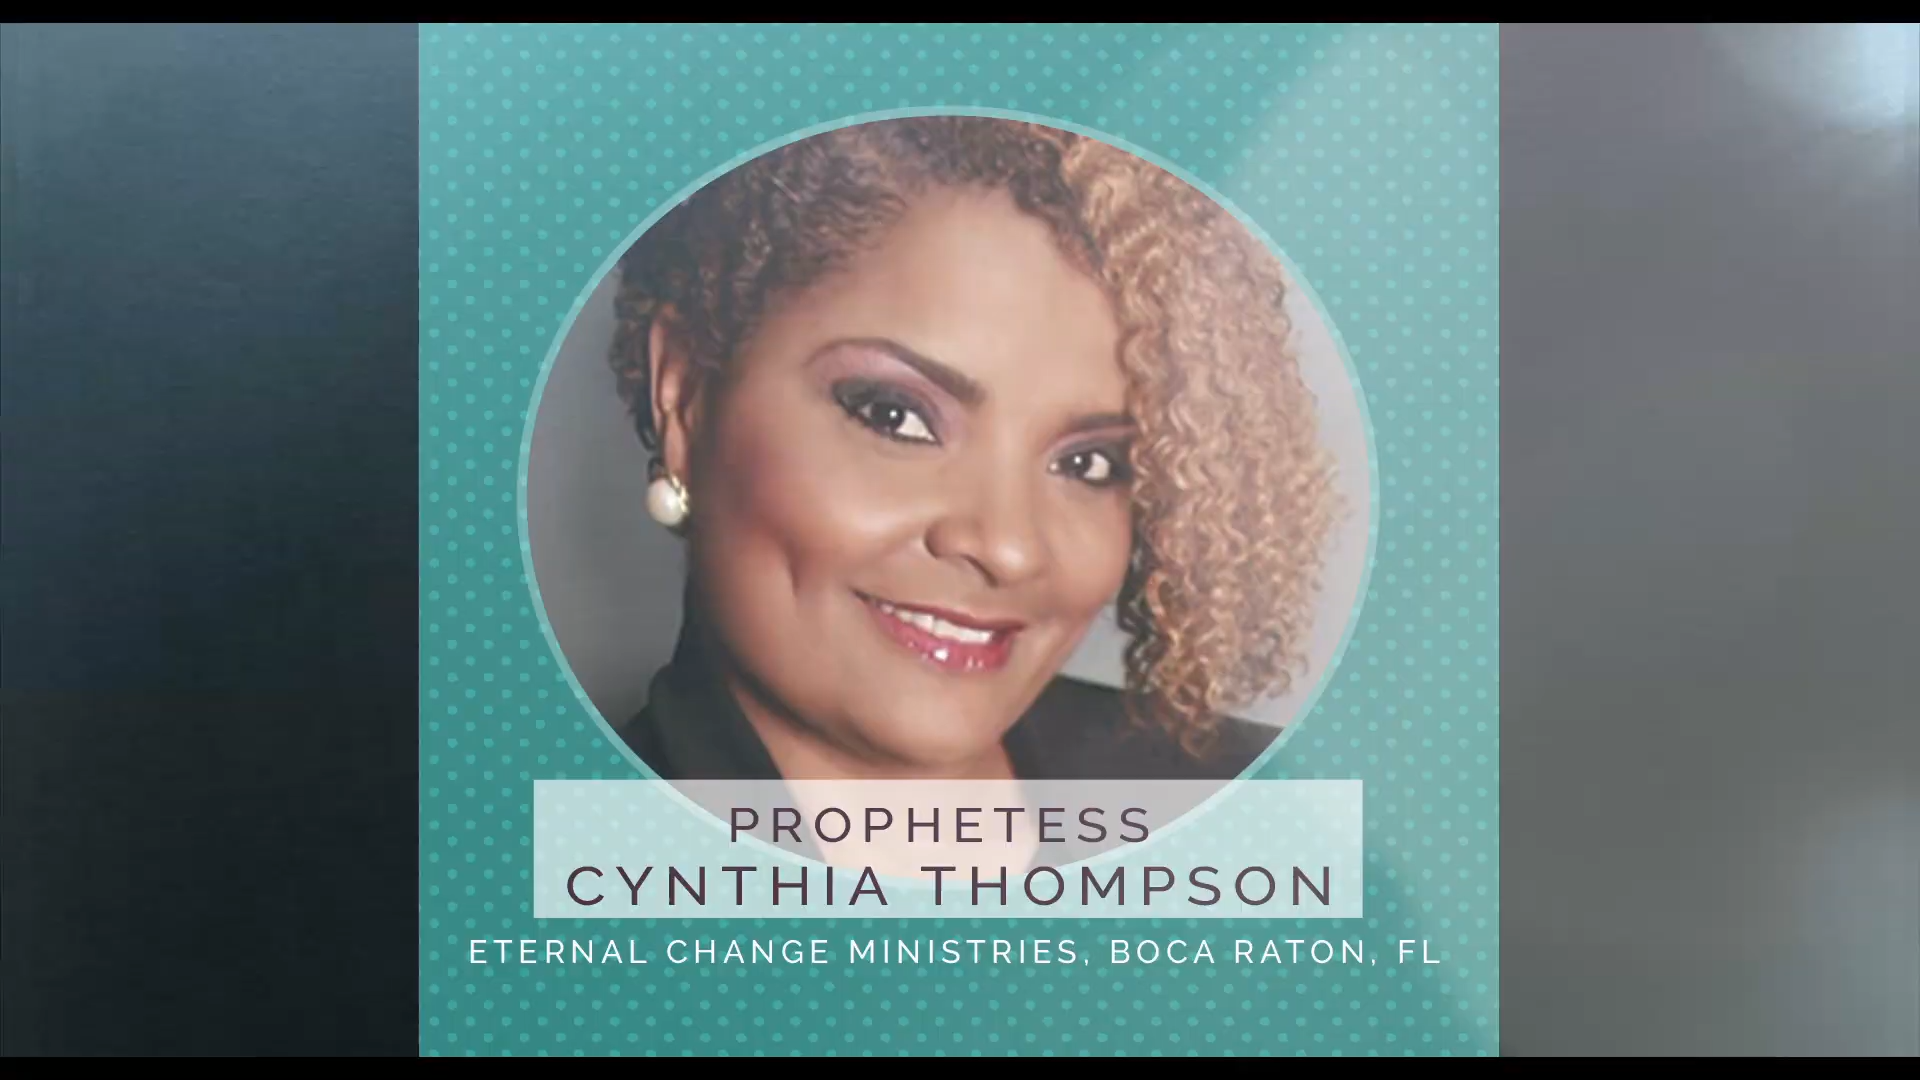 PROPHETESS
CYNTHIA THOMPSON
ETERNAL CHANGE MINISTRIES, BOCA RATON, FL